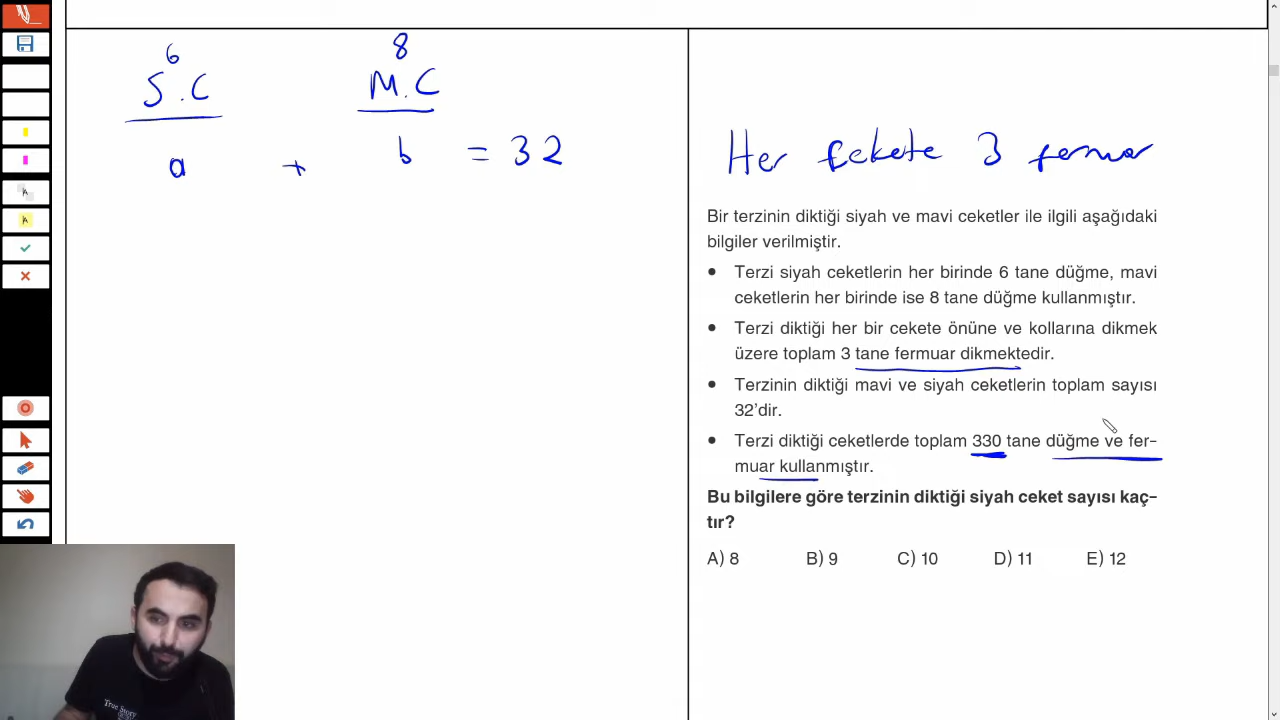 6
8
S.C
M.C
a + b = 32
Her cekete 3 fermuar
Bir terzinin diktiği siyah ve mavi ceketler ile ilgili aşağıdaki
bilgiler verilmiştir.
• Terzi siyah ceketlerin her birinde 6 tane düğme, mavi
ceketlerin her birinde ise 8 tane düğme kullanmıştır.
• Terzi diktiği her bir cekete önüne ve kollarına dikmek
üzere toplam 3 tane fermuar dikmektedir.
• Terzinin diktiği mavi ve siyah ceketlerin toplam sayısı
32'dir.
• Terzi diktiği ceketlerde toplam 330 tane düğme ve fer-
muar kullanmıştır.
Bu bilgilere göre terzinin diktiği siyah ceket sayısı kaç-
tır?
A) 8 B) 9 C) 10 D) 11 E) 12
True Story